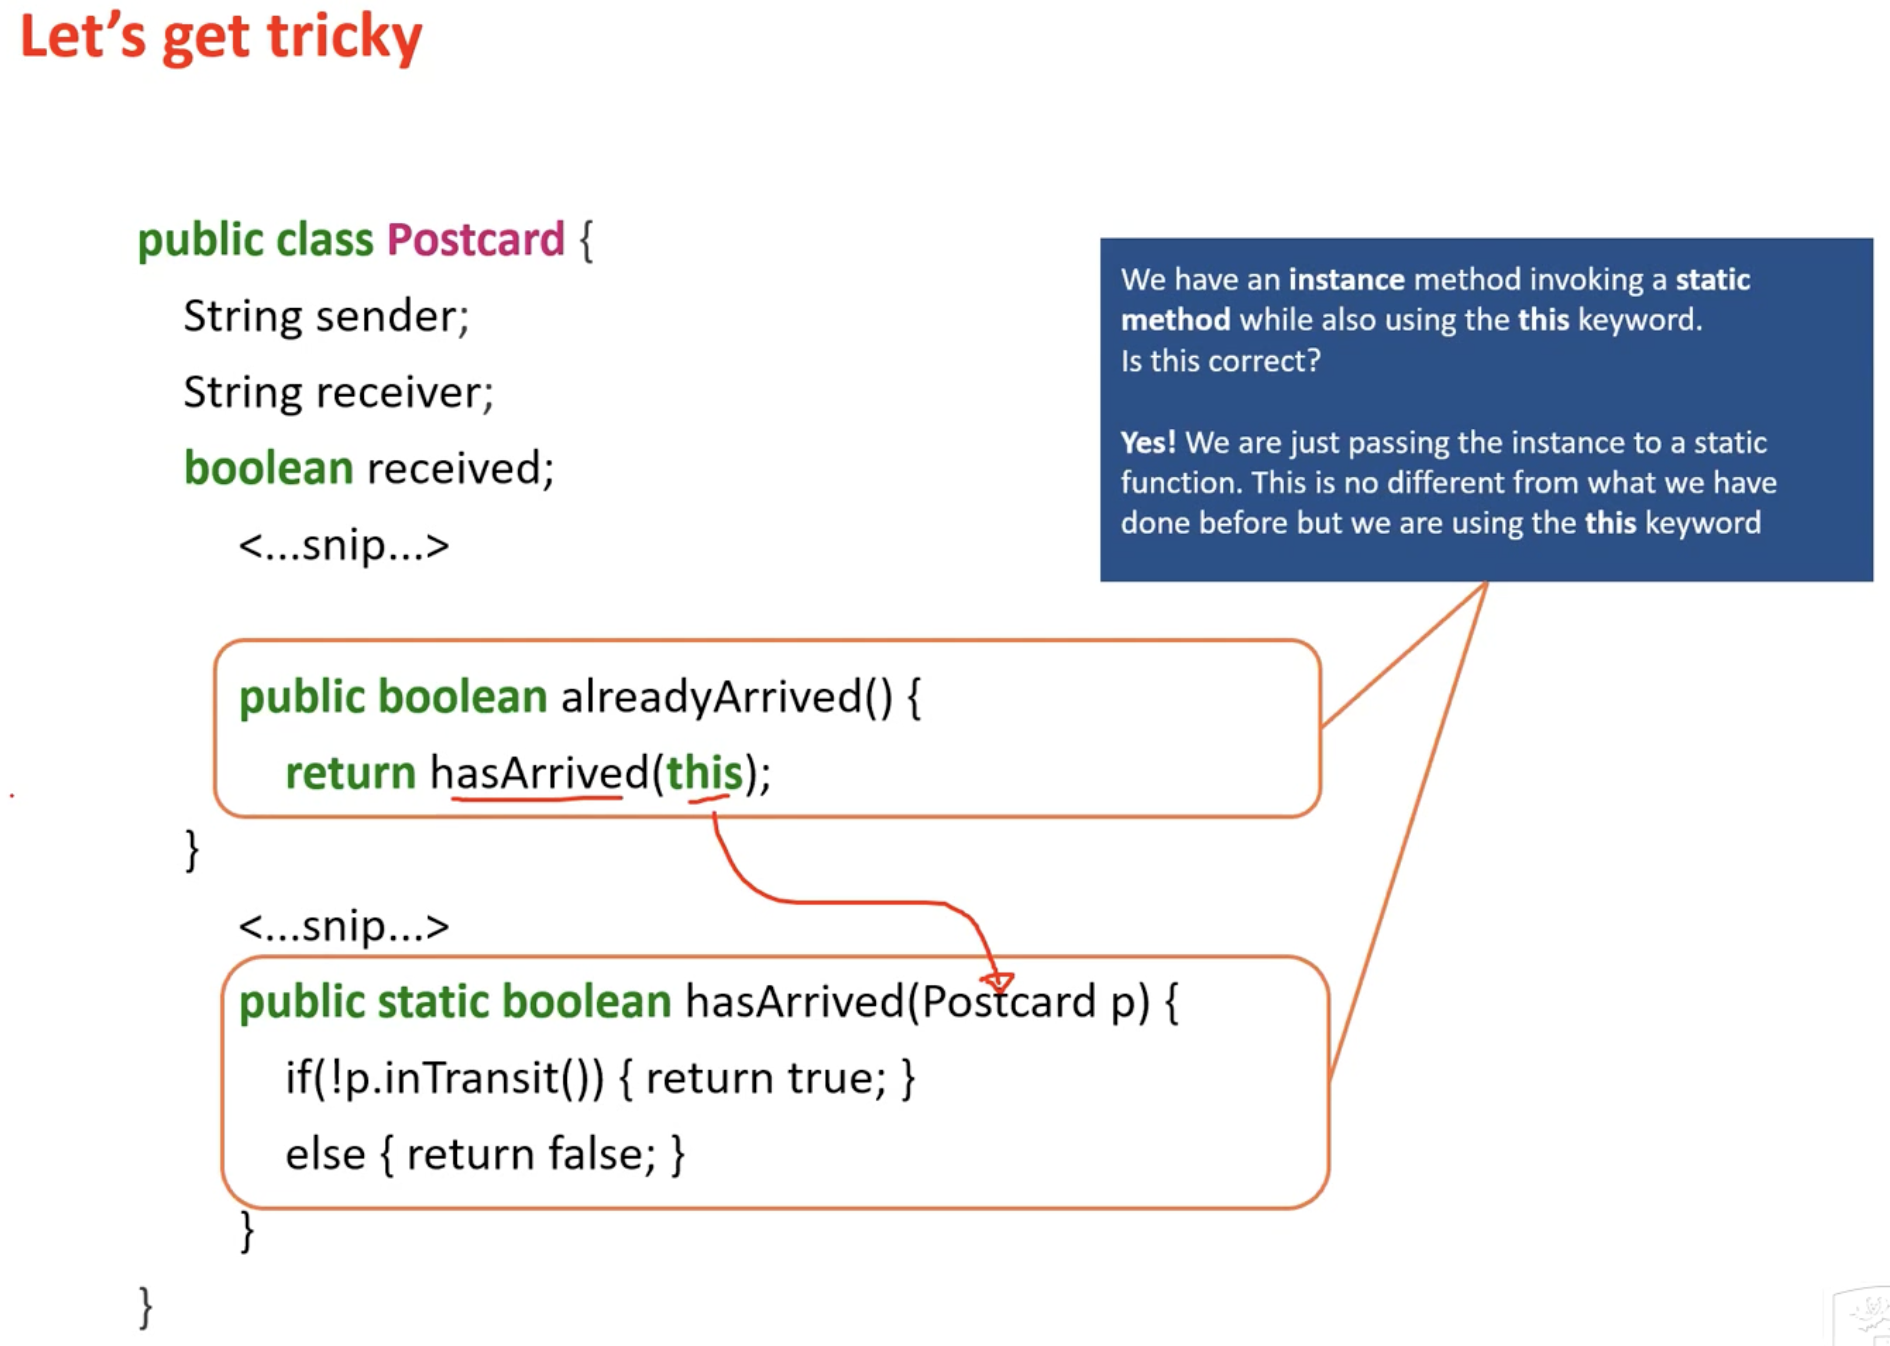 Let's get tricky
public class Postcard {
String sender;
String receiver;
boolean received;
<...snip...>
We have an instance method invoking a static
method while also using the this keyword.
Is this correct?
Yes! We are just passing the instance to a static
function. This is no different from what we have
done before but we are using the this keyword
public boolean alreadyArrived() {
return hasArrived(this);
}
<...snip...>
public static boolean hasArrived(Postcard p) {
if(!p.inTransit()) { return true; }
else { return false; }
}
}